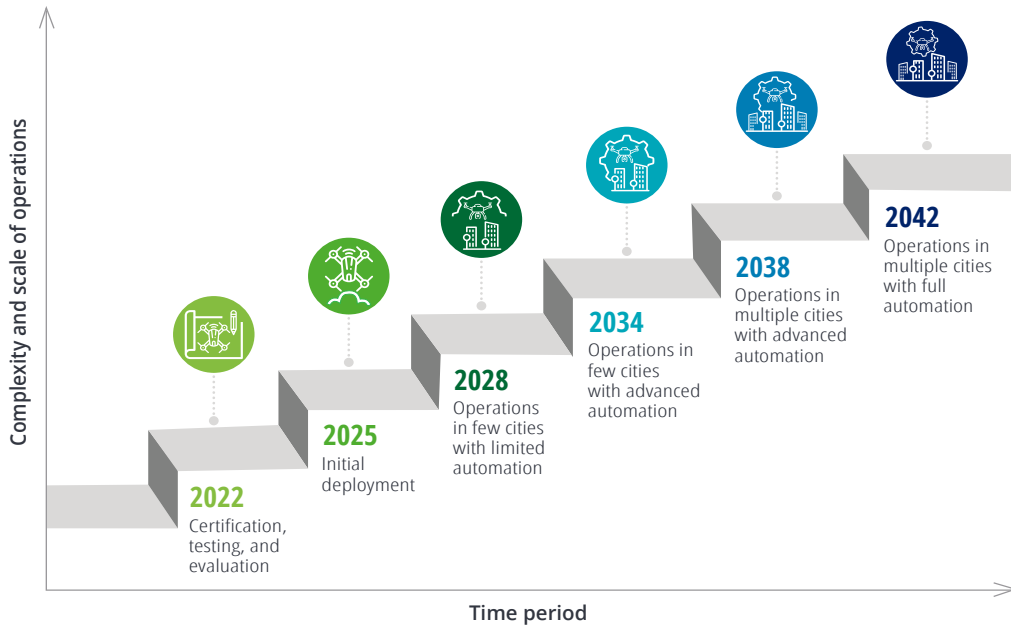 Complexity and scale of operations
2022
Certification,
testing, and
evaluation
2025
Initial
deployment
2028
Operations
in few cities
with limited
automation
2034
Operations in
few cities
with advanced
automation
2038
Operations in
multiple cities
with advanced
automation
2042
Operations in
multiple cities
with full
automation
Time period